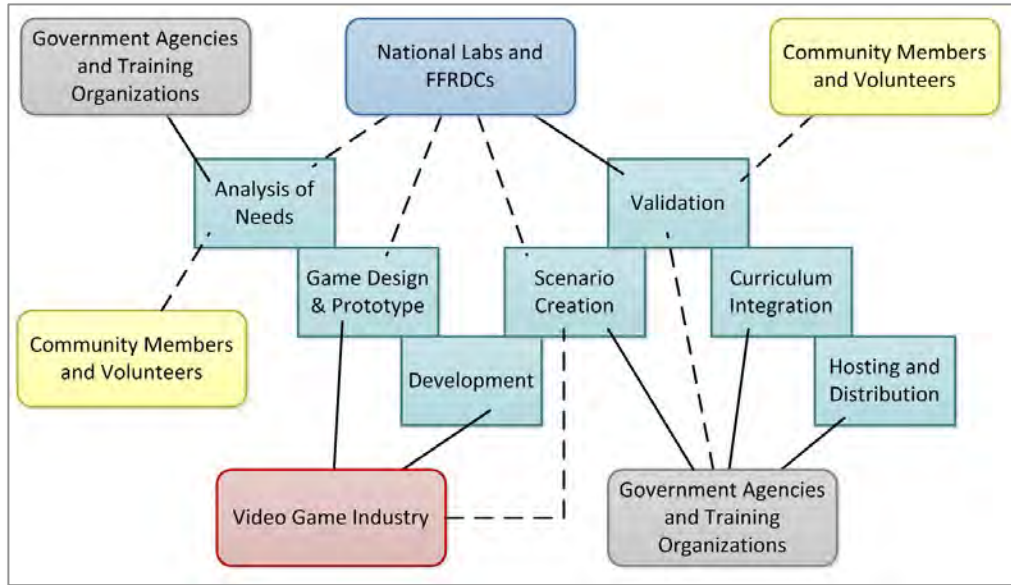 Government Agencies
and Training
Organizations
National Labs and
FFRDCs
Community Members
and Volunteers
Analysis of
Needs
Validation
Game Design
& Prototype
Scenario
Creation
Curriculum
Integration
Community Members
and Volunteers
Development
Hosting and
Distribution
Video Game Industry
Government Agencies
and Training
Organizations